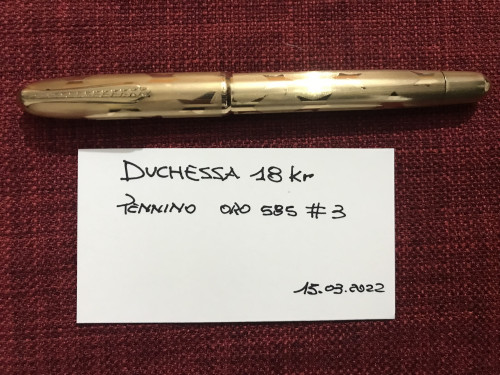 DUCHESSA 18 Kr
PENNINO ORO 585 #3
15.03.2022